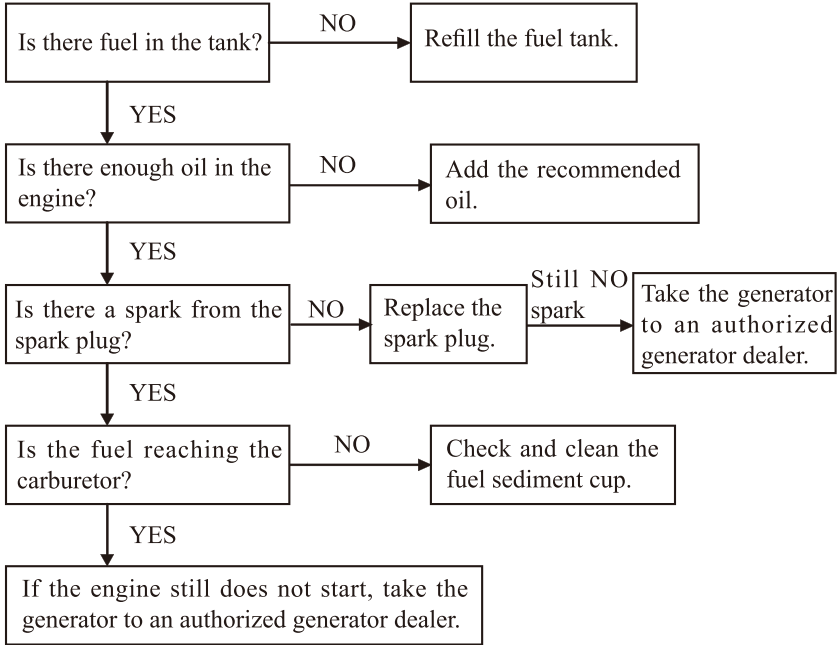 Is there fuel in the tank?
NO
Refill the fuel tank.
YES
Is there enough oil in the
engine?
NO
Add the recommended
oil.
YES
Is there a spark from the
spark plug?
NO
Replace the
spark plug.
Still NO
spark
Take the generator
to an authorized
generator dealer.
YES
Is the fuel reaching the
carburetor?
NO
Check and clean the
fuel sediment cup.
YES
If the engine still does not start, take the
generator to an authorized generator dealer.